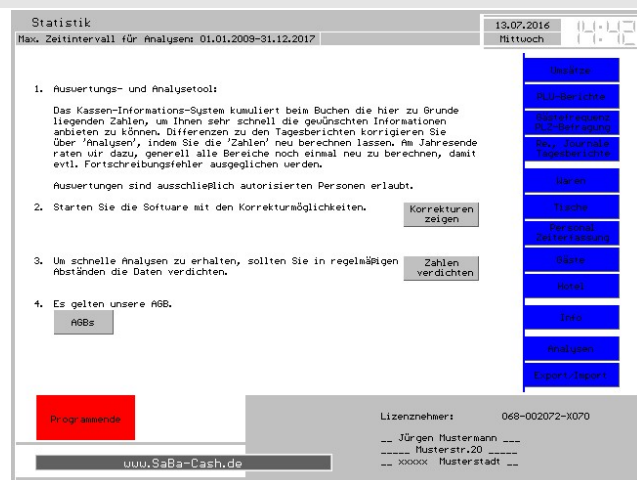 Statistik
13.07.2016
Max. Zeitintervall für Analysen: 01.01.2009-31.12.2017
Mittwoch
1. Auswertungs- und Analysetool:
Das Kassen-Informations-System kumuliert beim Buchen die hier zu Grunde
liegenden Zahlen, um Ihnen sehr schnell die gewünschten Informationen
anbieten zu können. Differenzen zu den Tagesberichten korrigieren Sie
über 'Analysen', indem Sie die 'Zahlen' neu berechnen lassen. Am Jahresende
raten wir dazu, generell alle Bereiche noch einmal neu zu berechnen, damit
evtl. Fortschreibungsfehler ausgeglichen werden.
Auswertungen sind ausschließlich autorisierten Personen erlaubt.
2. Starten Sie die Software mit den Korrekturmöglichkeiten.
Korrekturen
zeigen
3. Um schnelle Analysen zu erhalten, sollten Sie in regelmäßigen
Abständen die Daten verdichten.
Zahlen
verdichten
4. Es gelten unsere AGB.
AGBs
Umsätze
PLU-Berichte
Gästefrequenz
PLZ-Befragung
Rev. Journale
Tagesberichte
Waren
Tische
Personal-
Zeiterfassung
Gäste
Hotel
Info
Analysen
Export/Import
Programmende
Lizenznehmer: 068-002072-X070
__ Jürgen Mustermann ___
_____ Musterstr.20 _____
__ xxxxx Musterstadt __
www.SaBa-Cash.de